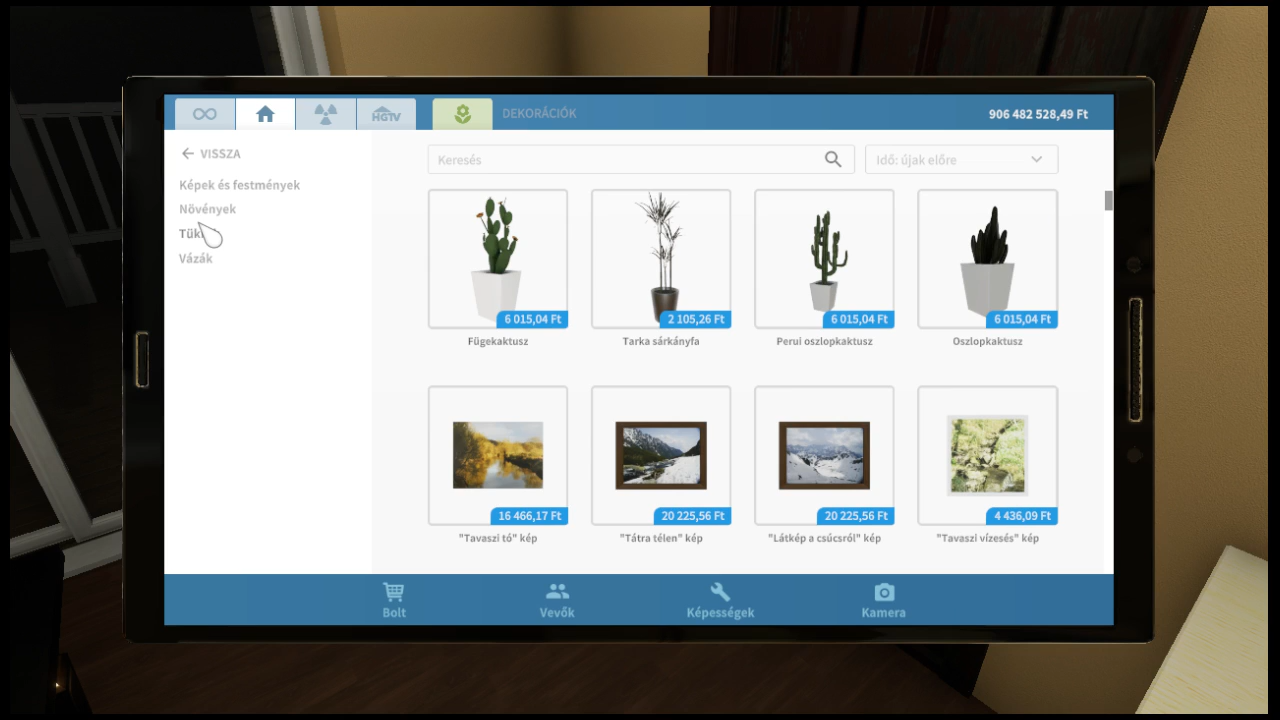 HGTV
DEKORÁCIÓK
906 482 528,49 Ft
VISSZA
Képek és festmények
Növények
Vázák
Keresés
Idő: újak előre
6 015,04 Ft
2 105,26 Ft
6 015,04 Ft
6 015,04 Ft
Fügekaktusz
Tarka sárkányfa
Perui oszlopkaktusz
Oszlopkaktusz
16 466,17 Ft
20 225,56 Ft
20 225,56 Ft
4 436,09 Ft
"Tavaszi tó" kép
"Tátra télen" kép
"Látkép a csúcsról" kép
"Tavaszi vízesés" kép
Bolt
Vevők
Képességek
Kamera